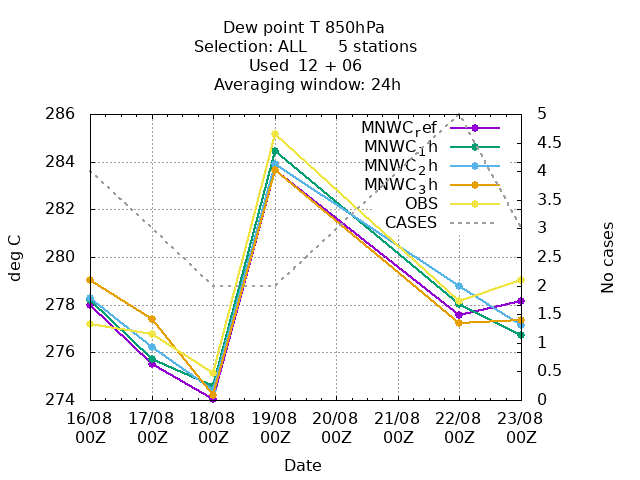 Dew point T 850hPa
Selection: ALL      5 stations
Used  12 + 06
Averaging window: 24h
286
284
282
280
278
276
274
deg C
5
4.5
4
3.5
3
2.5
2
1.5
1
0.5
0
No cases
MNWC_ref
MNWC_1h
MNWC_2h
MNWC_3h
OBS
CASES
16/08 17/08 18/08 19/08 20/08 21/08 22/08 23/08
00Z 00Z 00Z 00Z 00Z 00Z 00Z 00Z
Date